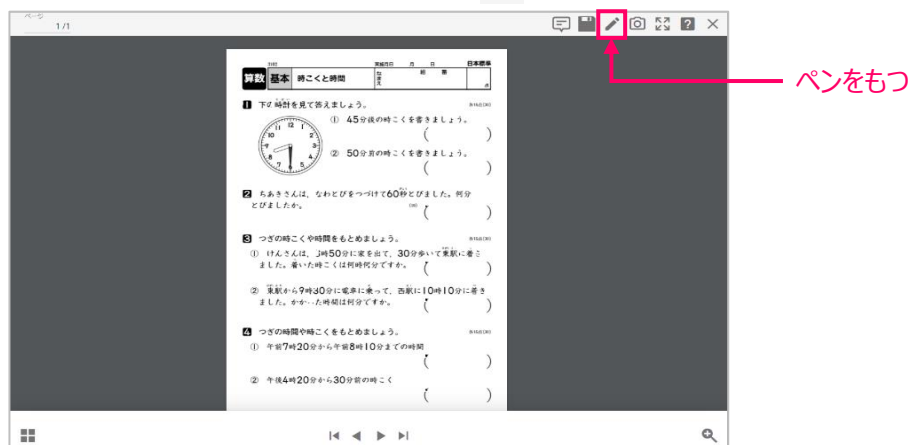 ページ
1 /1
ペンをもつ
実施月日 月 日 日本標準
算数 基本 時こくと時間
なまえ 組 番
点
1 下の時計を見て答えましょう。
① 45分後の時こくを書きましょう。
( )
② 50分前の時こくを書きましょう。
( )
2 ちあきさんは、なわとびをつづけて60秒とびました。何分
とびましたか。
( )
3 つぎの時こくや時間をもとめましょう。
① けんさんは、3時50分に家を出て、30分歩いて東駅に着き
ました。着いた時こくは何時何分ですか。
( )
② 東駅から9時30分に電車に乗って、西駅に10時10分に着き
ました。かかった時間は何分ですか。
( )
4 つぎの時間や時こくをもとめましょう。
① 午前7時20分から午前8時10分までの時間
( )
② 午後4時20分から30分前の時こく
( )